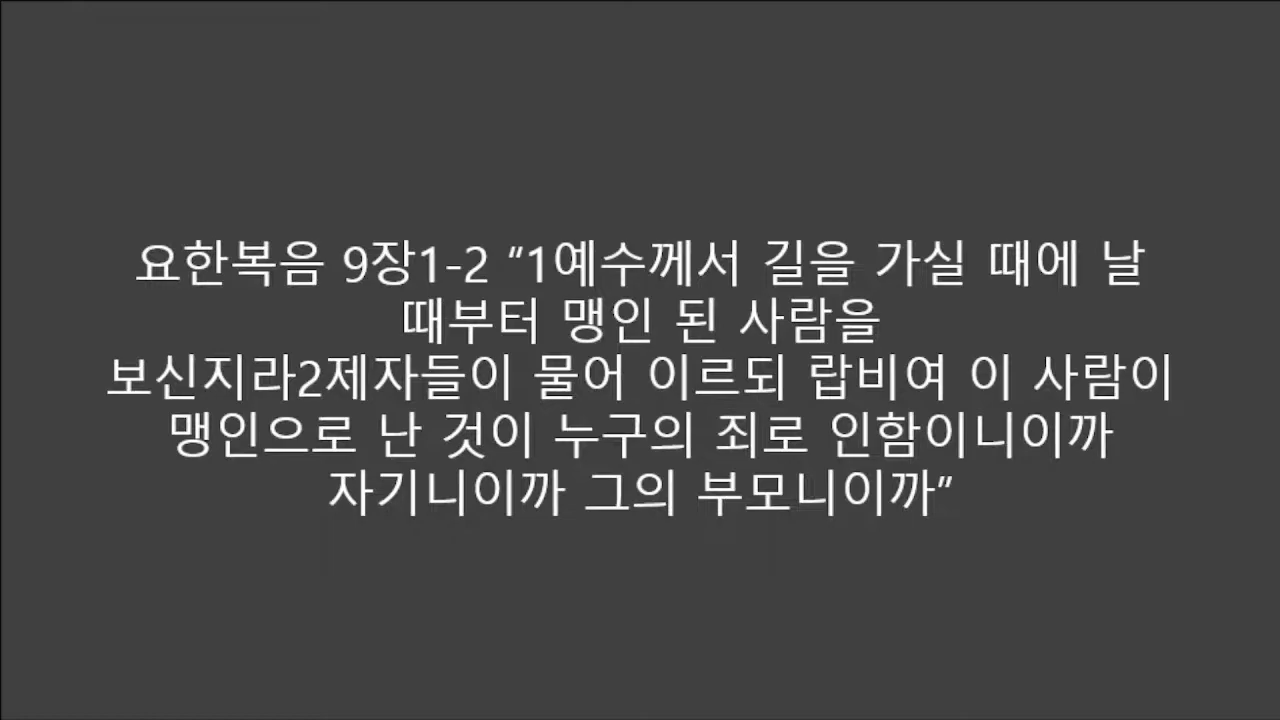 요한복음 9장1-2 “1예수께서 길을 가실 때에 날
때부터 맹인 된 사람을
보신지라2제자들이 물어 이르되 랍비여 이 사람이
맹인으로 난 것이 누구의 죄로 인함이니이까
자기니이까 그의 부모니이까”